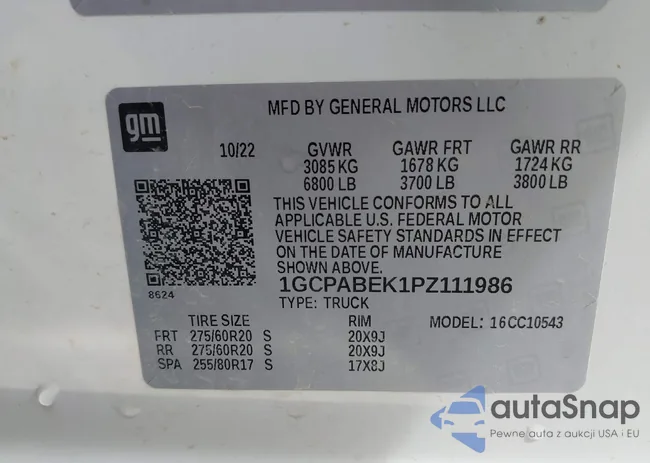 gm
MFD BY GENERAL MOTORS LLC
10/22 GVWR GAWR FRT GAWR RR
3085 KG 1678 KG 1724 KG
6800 LB 3700 LB 3800 LB
THIS VEHICLE CONFORMS TO ALL
APPLICABLE U.S. FEDERAL MOTOR
VEHICLE SAFETY STANDARDS IN EFFECT
ON THE DATE OF MANUFACTURE
SHOWN ABOVE.
8624
1GCPABEK1PZ111986
TYPE: TRUCK
TIRE SIZE RIM MODEL: 16CC10543
FRT 275/60R20 S 20X9J
RR 275/60R20 S 20X9J
SPA 255/80R17 S 17X8J
autaSnap
Pewne auta z aukcji USA i EU